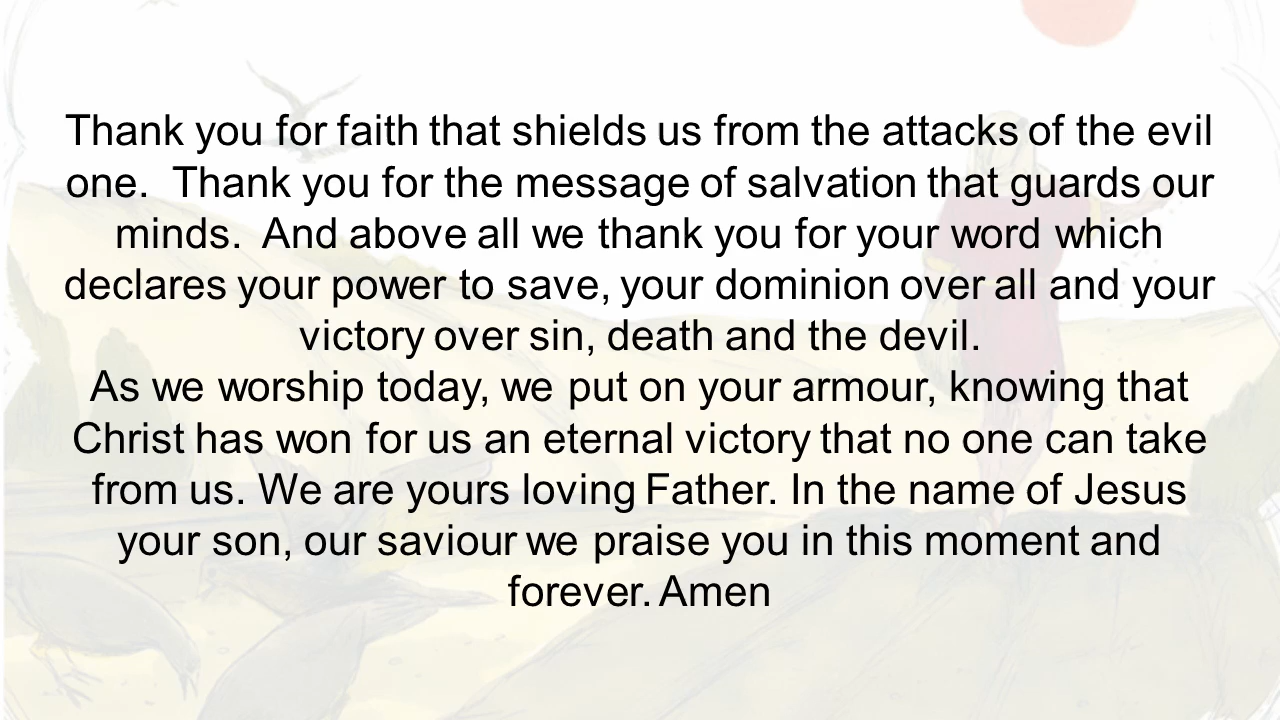 Thank you for faith that shields us from the attacks of the evil
one.  Thank you for the message of salvation that guards our
minds.  And above all we thank you for your word which
declares your power to save, your dominion over all and your
victory over sin, death and the devil.
As we worship today, we put on your armour, knowing that
Christ has won for us an eternal victory that no one can take
from us. We are yours loving Father. In the name of Jesus
your son, our saviour we praise you in this moment and
forever. Amen